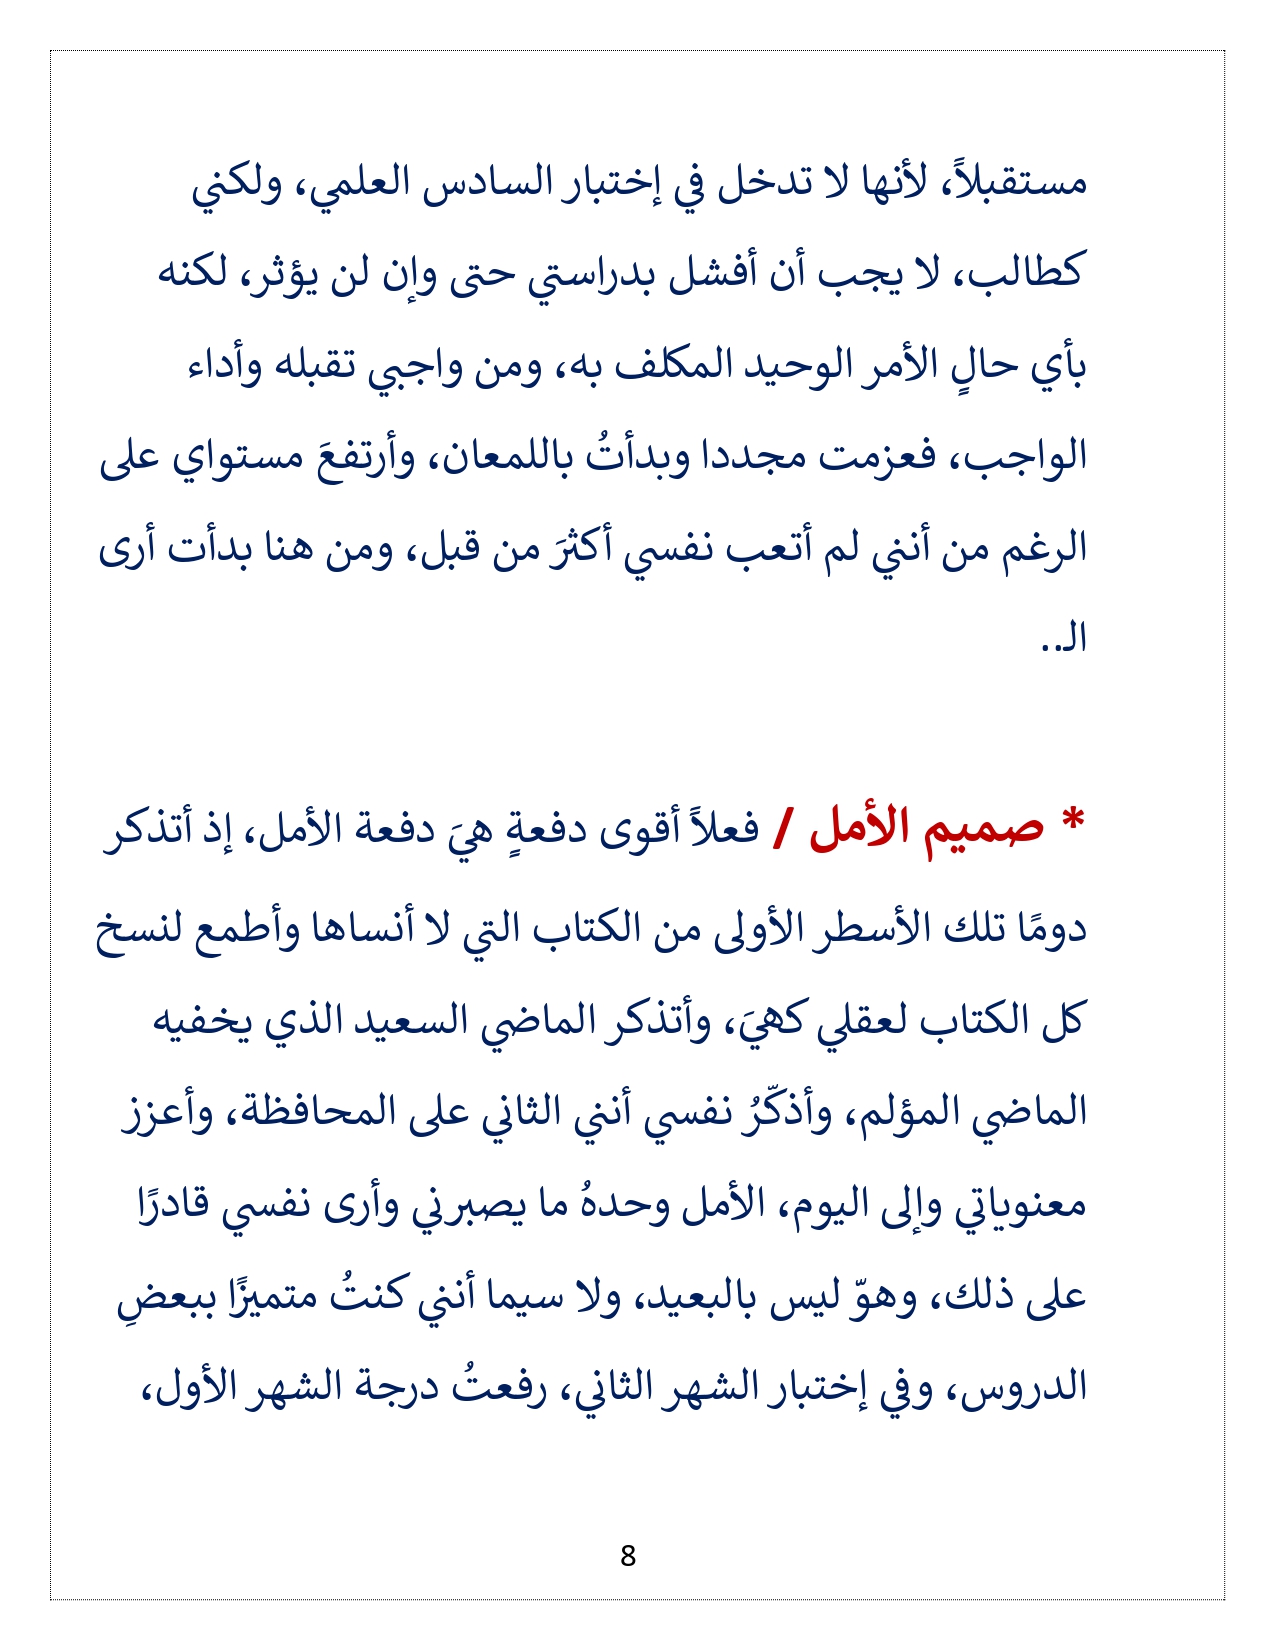 مستقبلاً، لأنها لا تدخل في إختبار السادس العلمي، ولكني
كطالب، لا يجب أن أفشل بدراستي حتى وإن لن يؤثر، لكنه
بأي حالٍ الأمر الوحيد المكلف به، ومن واجبي تقبله وأداء
الواجب، فعزمت مجددا وبدأتُ باللمعان، وأرتفعَ مستواي على
الرغم من أنني لم أتعب نفسي أكثرَ من قبل، ومن هنا بدأت أرى
الـ..
* صميم الأمل / فعلاً أقوى دفعةٍ هيَ دفعة الأمل، إذ أتذكر
دومًا تلك الأسطر الأولى من الكتاب التي لا أنساها وأطمع لنسخ
كل الكتاب لعقلي كهيَ، وأتذكر الماضي السعيد الذي يخفيه
الماضي المؤلم، وأذكّرُ نفسي أنني الثاني على المحافظة، وأعزز
معنوياتي وإلى اليوم، الأمل وحدهُ ما يصبرني وأرى نفسي قادرًا
على ذلك، وهوّ ليس بالبعيد، ولا سيما أنني كنتُ متميزًا ببعضِ
الدروس، وفي إختبار الشهر الثاني، رفعتُ درجة الشهر الأول،
8